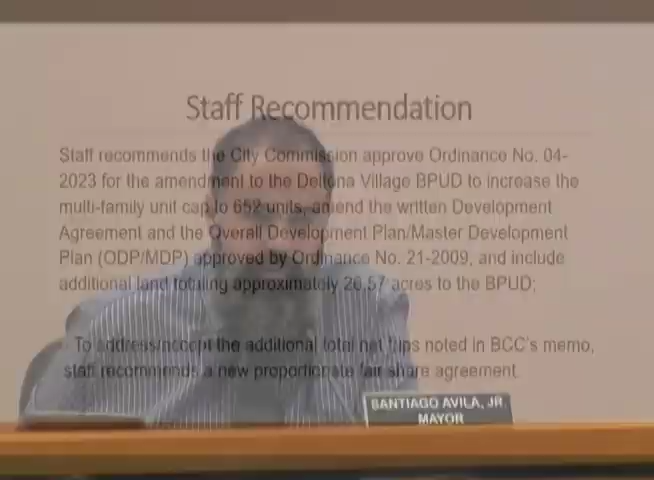 Staff Recommendation
Staff recommends the City Commission approve Ordinance No. 04-
2023 for the amendment to the Deltona Village BPUD to increase the
multi-family unit cap to 652 units, amend the written Development
Agreement and the Overall Development Plan/Master Development
Plan (ODP/MDP) approved by Ordinance No. 21-2009, and include
additional land totaling approximately 26.57 acres to the BPUD;
To address/accept the additional total net trips noted in BCC's memo,
staff recommends a new proportionate fair share agreement
SANTIAGO AVILA, JR.
MAYOR